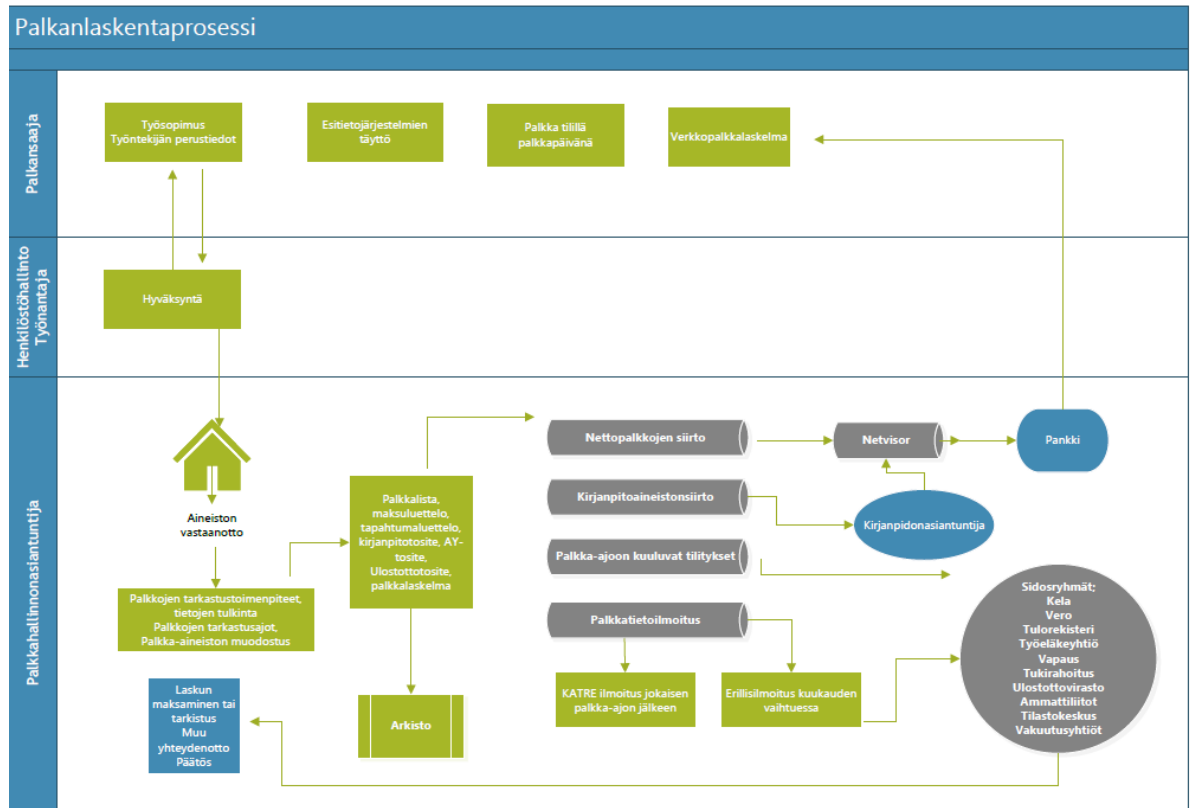 Palkanlaskentaprosessi
Palkansaaja
Työsopimus
Työntekijän perustiedot
Esitietojärjestelmien
täyttö
Palkka tilillä
palkkapäivänä
Verkkopalkkalaskelma
Henkilöstöhallinto
Työnantaja
Hyväksyntä
Palkkahallinnonasiantuntija
Aineiston
vastaanotto
Palkkojen tarkastustoimenpiteet,
tietojen tulkinta
Palkkojen tarkastusajot,
Palkka-aineiston muodostus
Palkkalista,
maksuluettelo,
tapahtumaluettelo,
kirjanpitotosite, AY-
tosite,
Ulostottotosite,
palkkalaskelma
Arkisto
Nettopalkkojen siirto
Netvisor
Pankki
Kirjanpitoaineistonsiirto
Kirjanpidonasiantuntija
Palkka-ajoon kuuluvat tilitykset
Palkkatietoilmoitus
KATRE ilmoitus jokaisen
palkka-ajon jälkeen
Erillisilmoitus kuukauden
vaihtuessa
Sidosryhmät;
Kela
Vero
Tulorekisteri
Työeläkeyhtiö
Vapaus
Tukirahoitus
Ulostottovirasto
Ammattiliitot
Tilastokeskus
Vakuutusyhtiöt
Laskun
maksaminen tai
tarkistus
Muu
yhteydenotto
Päätös